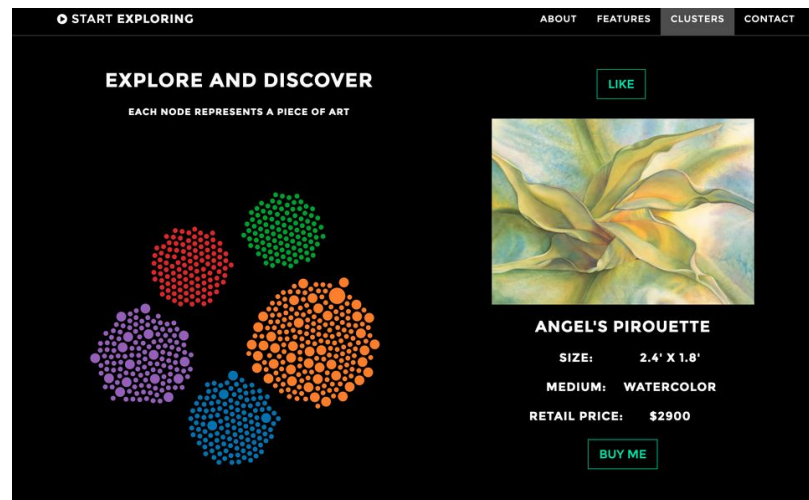 START EXPLORING
ABOUT FEATURES CLUSTERS CONTACT
EXPLORE AND DISCOVER
EACH NODE REPRESENTS A PIECE OF ART
LIKE
ANGEL'S PIROUETTE
SIZE: 2.4' X 1.8'
MEDIUM: WATERCOLOR
RETAIL PRICE: $2900
BUY ME